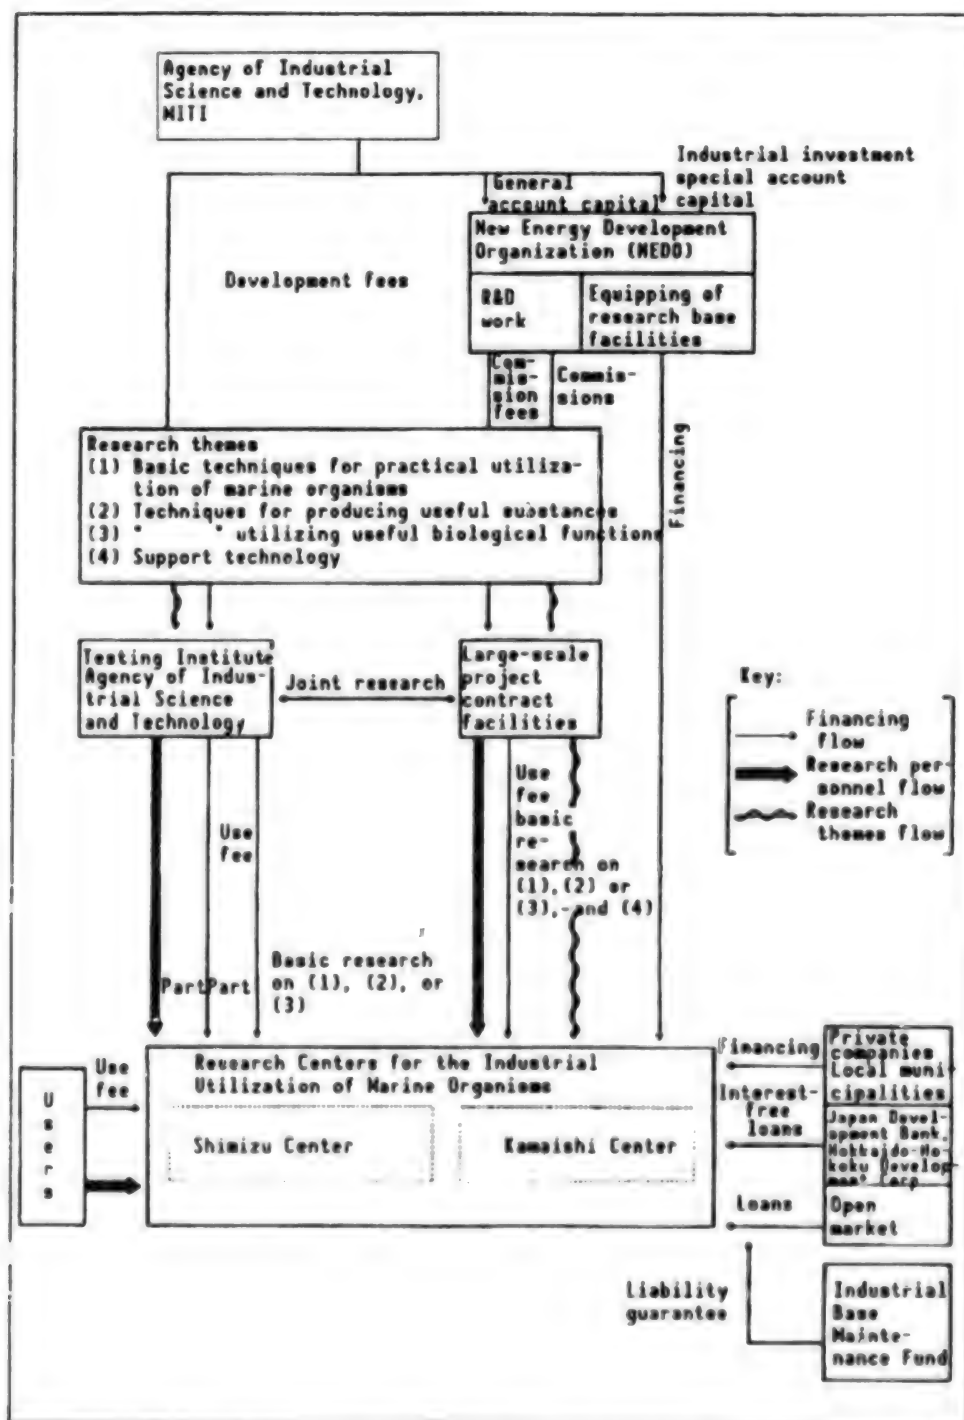 Agency of Industrial
Science and Technology,
MITI
Industrial investment
special account
capital
General
account capital
New Energy Development
Organization (NEDO)
Development fees
R&D
work
Equipping of
research base
facilities
Com-
mis-
sion
fees
Commis-
sions
Financing
Research themes
(1) Basic techniques for practical utiliza-
tion of marine organisms
(2) Techniques for producing useful substances
(3) " " utilizing useful biological functions
(4) Support technology
Testing Institute
Agency of Indus-
trial Science
and Technology
Joint research
Large-scale
project
contract
facilities
Key:
Financing
flow
Research per-
sonnel flow
Research
themes flow
Use
fee
Use
fee
basic
re-
search on
(1),(2) or
(3),-and (4)
Part
Part
Basic research
on (1), (2), or
(3)
Users
Use
fee
Research Centers for the Industrial
Utilization of Marine Organisms
Shimizu Center
Kamaishi Center
Financing
Interest-
free
loans
Loans
Private
companies
Local muni-
cipalities
Japan Devel-
opment Bank,
Hokkaido-
Develop-
ment Corp
Open
market
Liability
guarantee
Industrial
Base
Mainte-
nance Fund